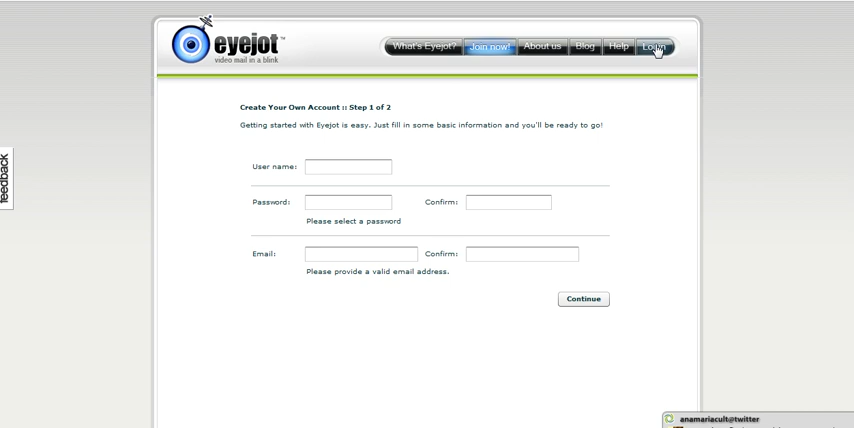 eyejot™
video mail in a blink
What's Eyejot? Join now! About us Blog Help Login
Create Your Own Account :: Step 1 of 2
Getting started with Eyejot is easy. Just fill in some basic information and you'll be ready to go!
feedback
User name:
Password: Confirm:
Please select a password
Email: Confirm:
Please provide a valid email address.
Continue
anamariacult@twitter